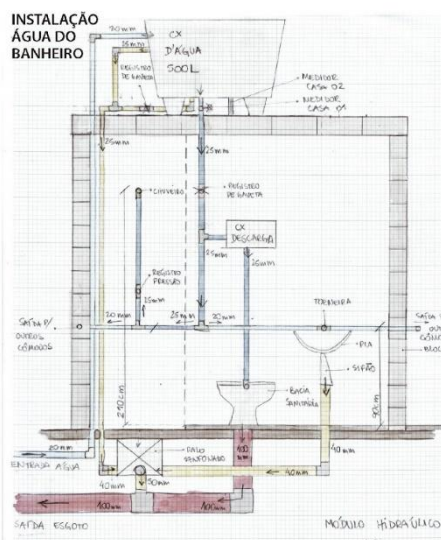 INSTALAÇÃO
ÁGUA DO
BANHEIRO
20mm
25mm
CX
D'ÁGUA
500L
REGISTRO
DE GAVETA
MEDIDOR
CASA 02
MEDIDOR
CASA 01
25mm
25mm
CHUVEIRO
REGISTRO
DE GAVETA
CX
DESCARGA
25mm
25mm
REGISTRO
PRESSÃO
25mm
TORNEIRA
SAÍDA P/
OUTROS
CÔMODOS
20mm
25mm
20mm
SAÍDA
PIA
SIFÃO
210cm
BACIA
SANITÁRIA
90cm
20mm
ENTRADA ÁGUA
RALO
SINFONADO
100
mm
40mm
40mm
50mm
40mm
100mm
100mm
SAÍDA ESGOTO
MÓDULO HIDRÁULICO